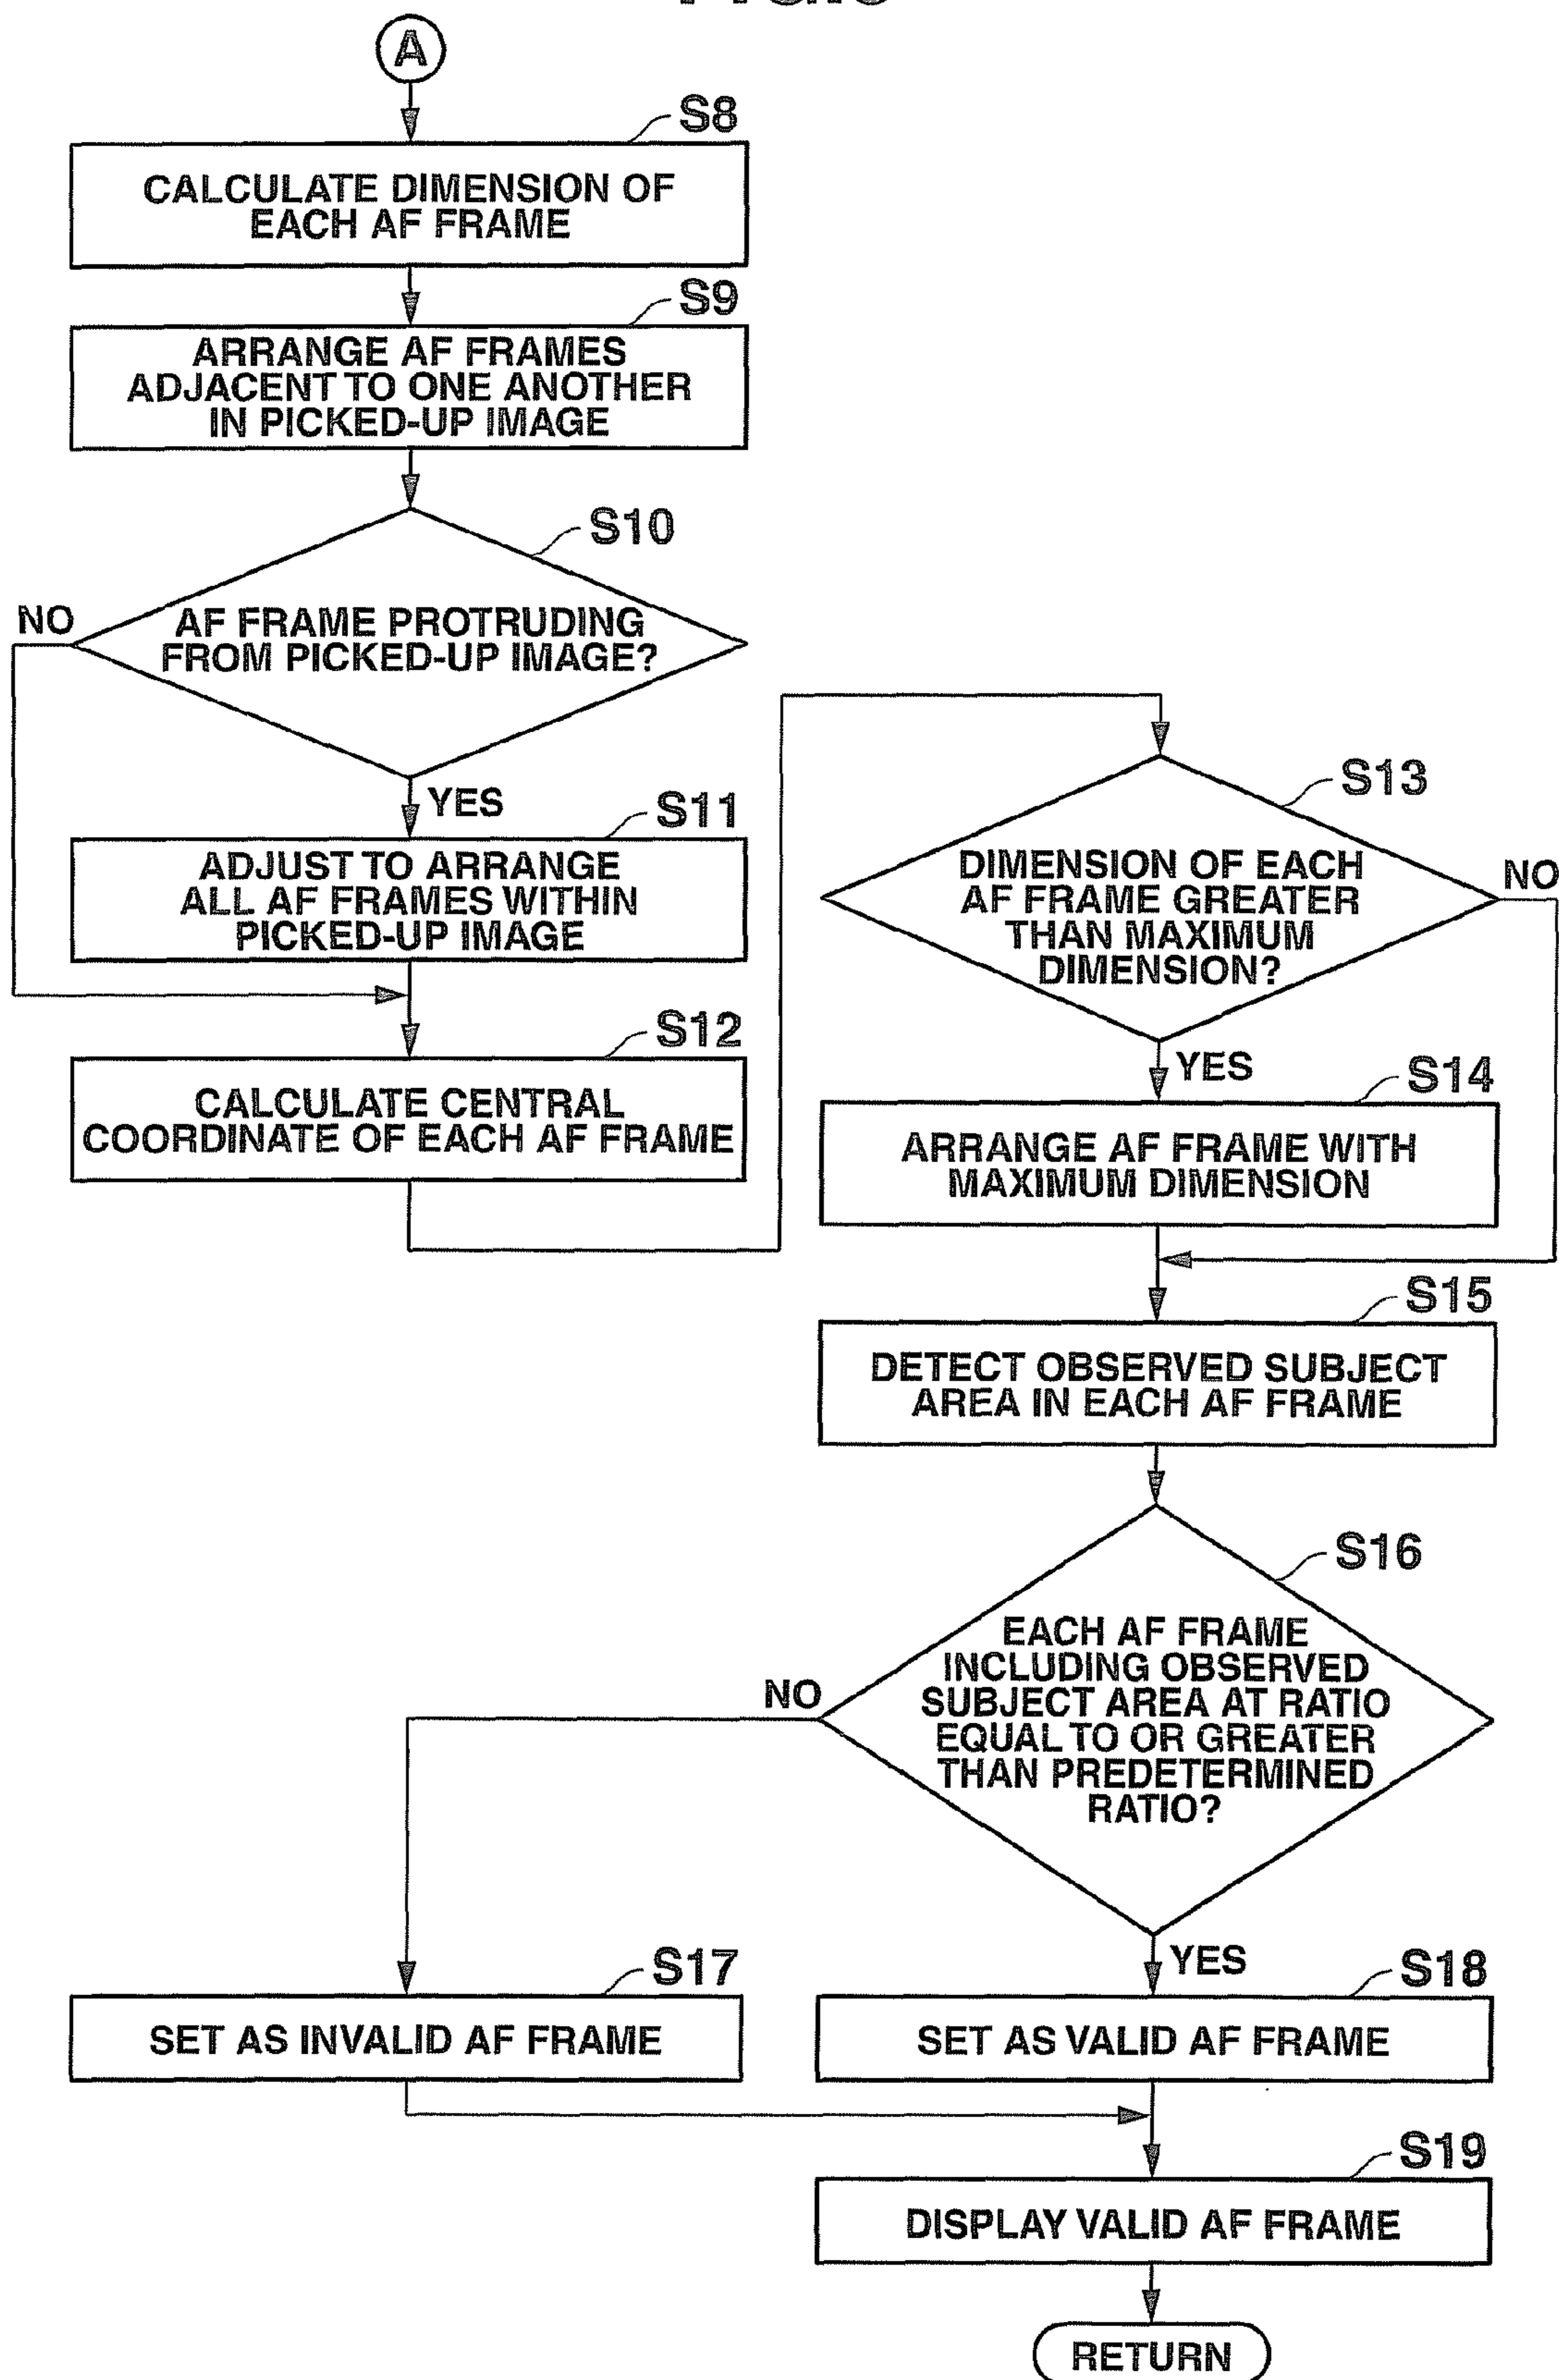 A
S8
CALCULATE DIMENSION OF
EACH AF FRAME
S9
ARRANGE AF FRAMES
ADJACENT TO ONE ANOTHER
IN PICKED-UP IMAGE
S10
AF FRAME PROTRUDING
FROM PICKED-UP IMAGE?
NO
YES
S11
ADJUST TO ARRANGE
ALL AF FRAMES WITHIN
PICKED-UP IMAGE
S12
CALCULATE CENTRAL
COORDINATE OF EACH AF FRAME
S13
DIMENSION OF EACH
AF FRAME GREATER
THAN MAXIMUM
DIMENSION?
NO
YES
S14
ARRANGE AF FRAME WITH
MAXIMUM DIMENSION
S15
DETECT OBSERVED SUBJECT
AREA IN EACH AF FRAME
S16
EACH AF FRAME
INCLUDING OBSERVED
SUBJECT AREA AT RATIO
EQUAL TO OR GREATER
THAN PREDETERMINED
RATIO?
NO
YES
S17
SET AS INVALID AF FRAME
S18
SET AS VALID AF FRAME
S19
DISPLAY VALID AF FRAME
RETURN